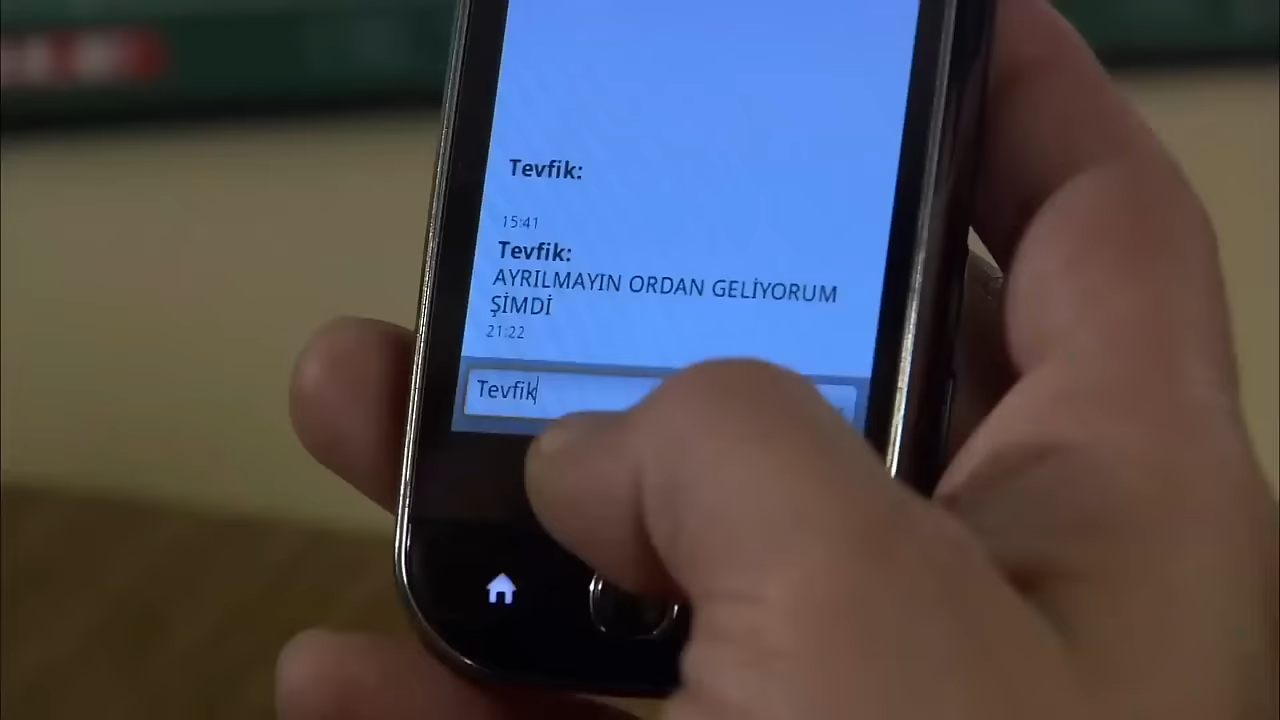 Tevfik:
15:41
Tevfik:
AYRILMAYIN ORDAN GELİYORUM
ŞİMDİ
21:22
Tevfik